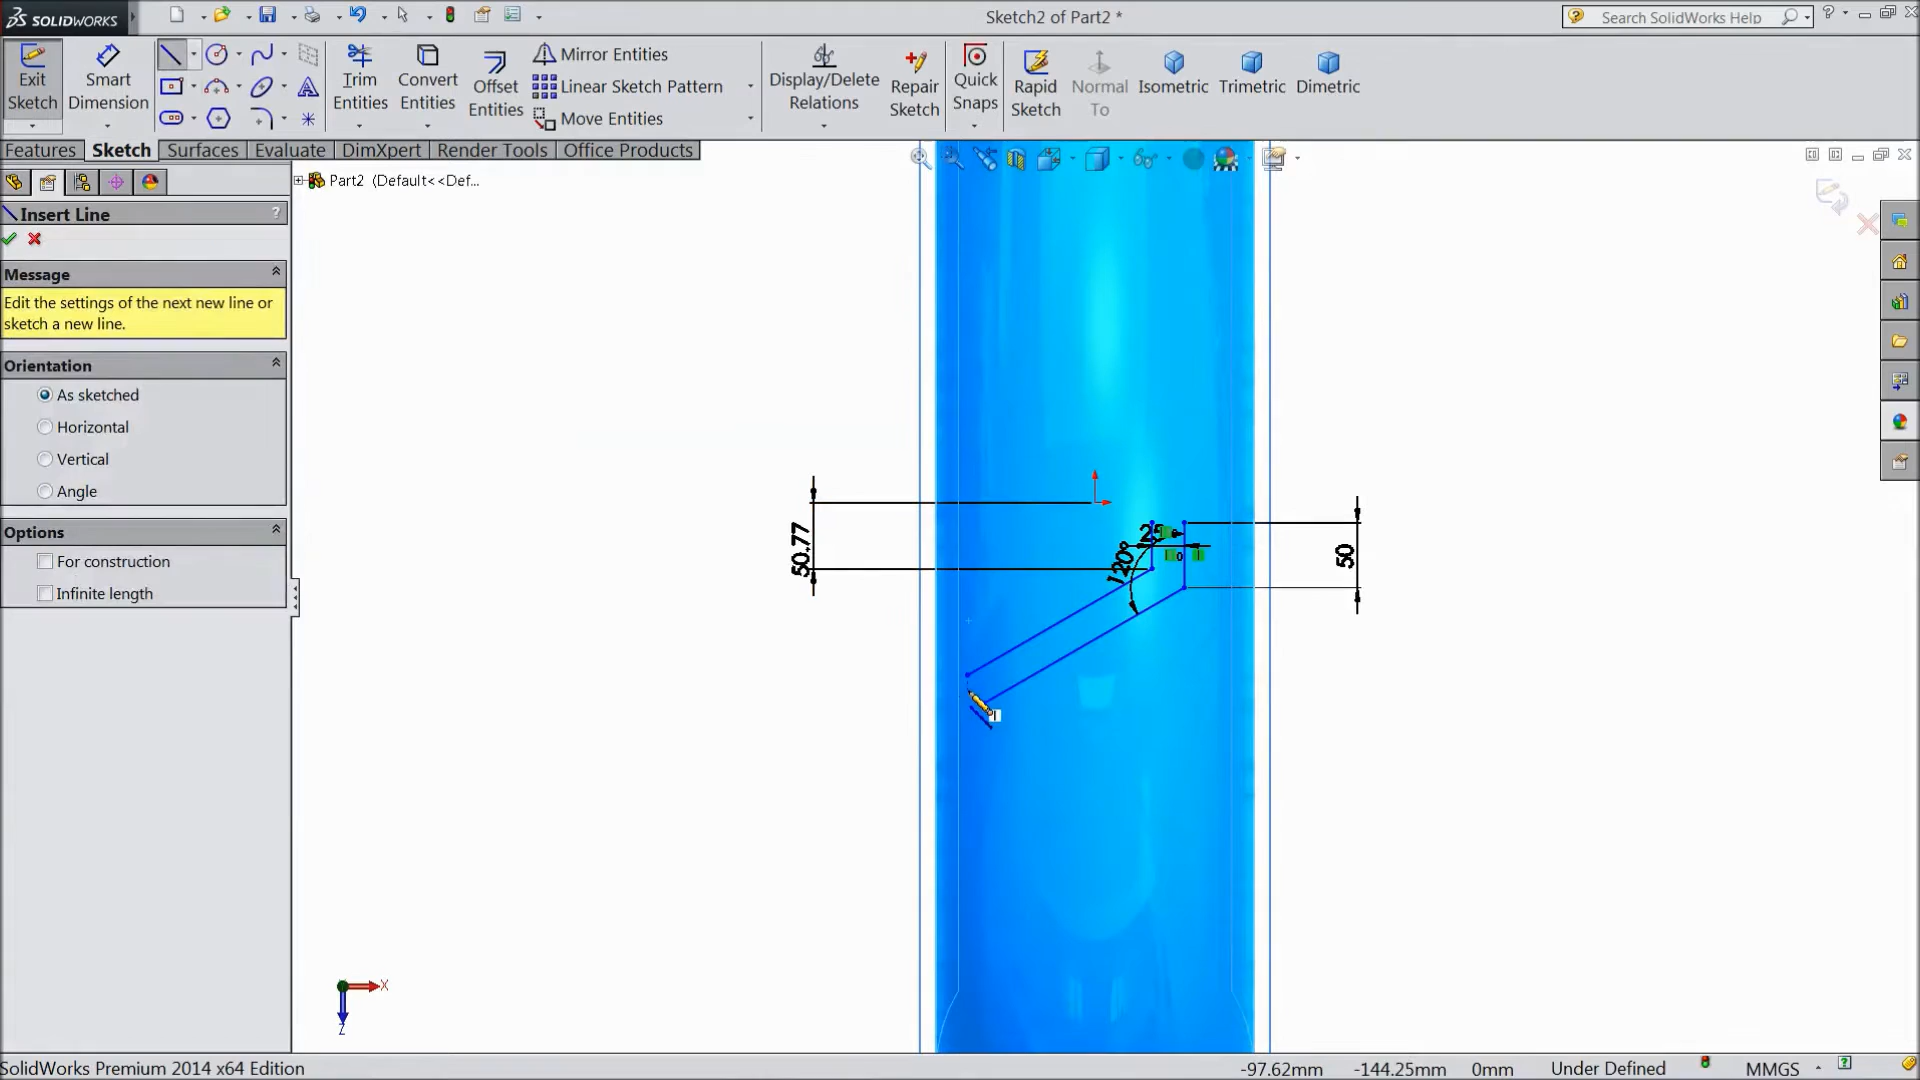 SOLIDWORKS
Sketch2 of Part2 *
Search SolidWorks Help
Exit Sketch
Smart Dimension
Trim Entities
Convert Entities
Offset Entities
Mirror Entities
Linear Sketch Pattern
Move Entities
Display/Delete Relations
Repair Sketch
Quick Snaps
Rapid Sketch
Normal To
Isometric
Trimetric
Dimetric
Features
Sketch
Surfaces
Evaluate
DimXpert
Render Tools
Office Products
Part2 (Default<<Def...
Insert Line
?
Message
Edit the settings of the next new line or
sketch a new line.
Orientation
As sketched
Horizontal
Vertical
Angle
Options
For construction
Infinite length
50.77
120°
25
50
X
Z
SolidWorks Premium 2014 x64 Edition
-97.62mm
-144.25mm
0mm
Under Defined
MMGS